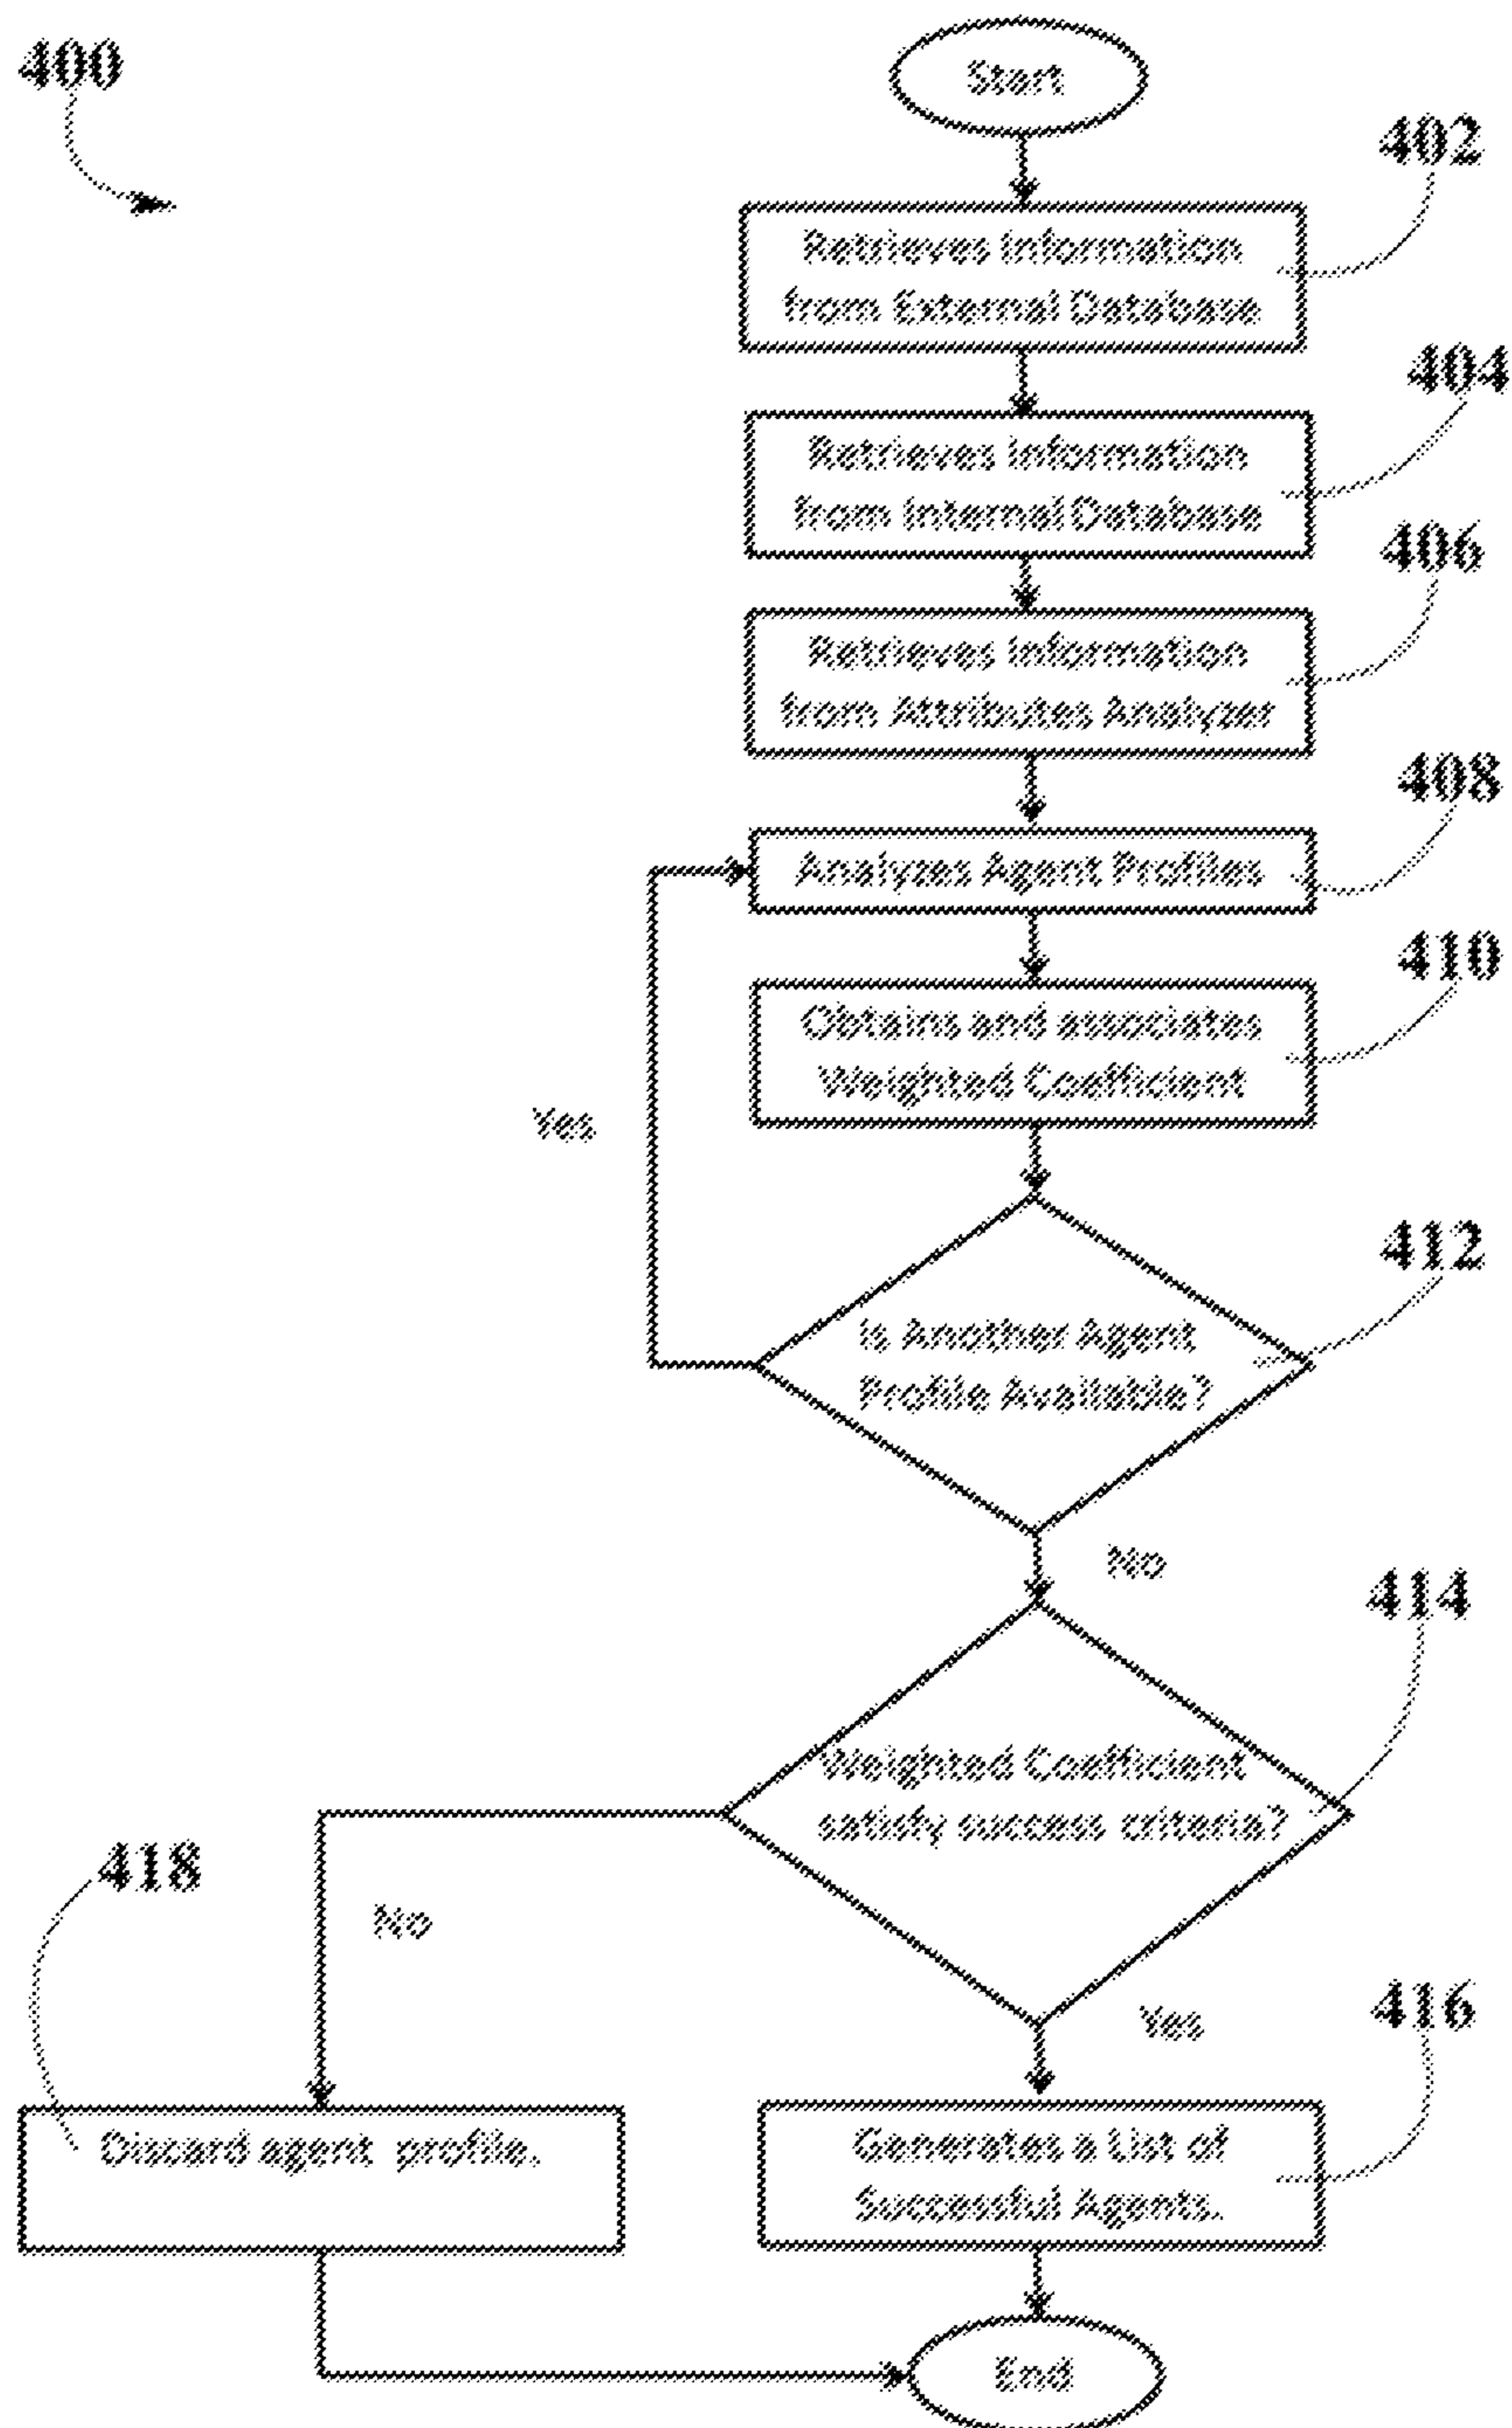 400
Start
402
Retrieves Information
from External Database
404
Retrieves Information
from Internal Database
406
Retrieves Information
from Attributes Analyzer
408
Analyzes Agent Profiles
410
Obtains and associates
Weighted Coefficient
Yes
412
Is Another Agent
Profile Available?
No
414
Weighted Coefficient
satisfy success criteria?
418
No
Yes
416
Discard agent profile.
Generates a List of
Successful Agents.
End